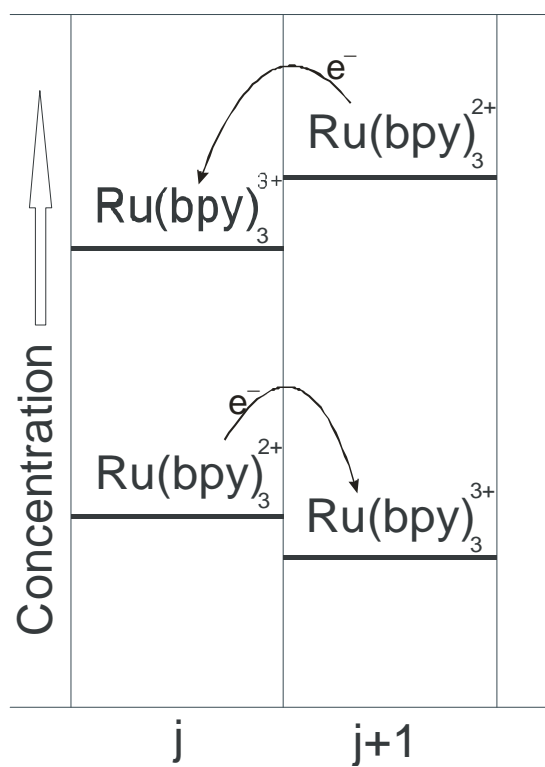 e⁻
Ru(bpy)₃²⁺
Ru(bpy)₃³⁺
e⁻
Ru(bpy)₃²⁺
Ru(bpy)₃³⁺
Concentration
j
j+1